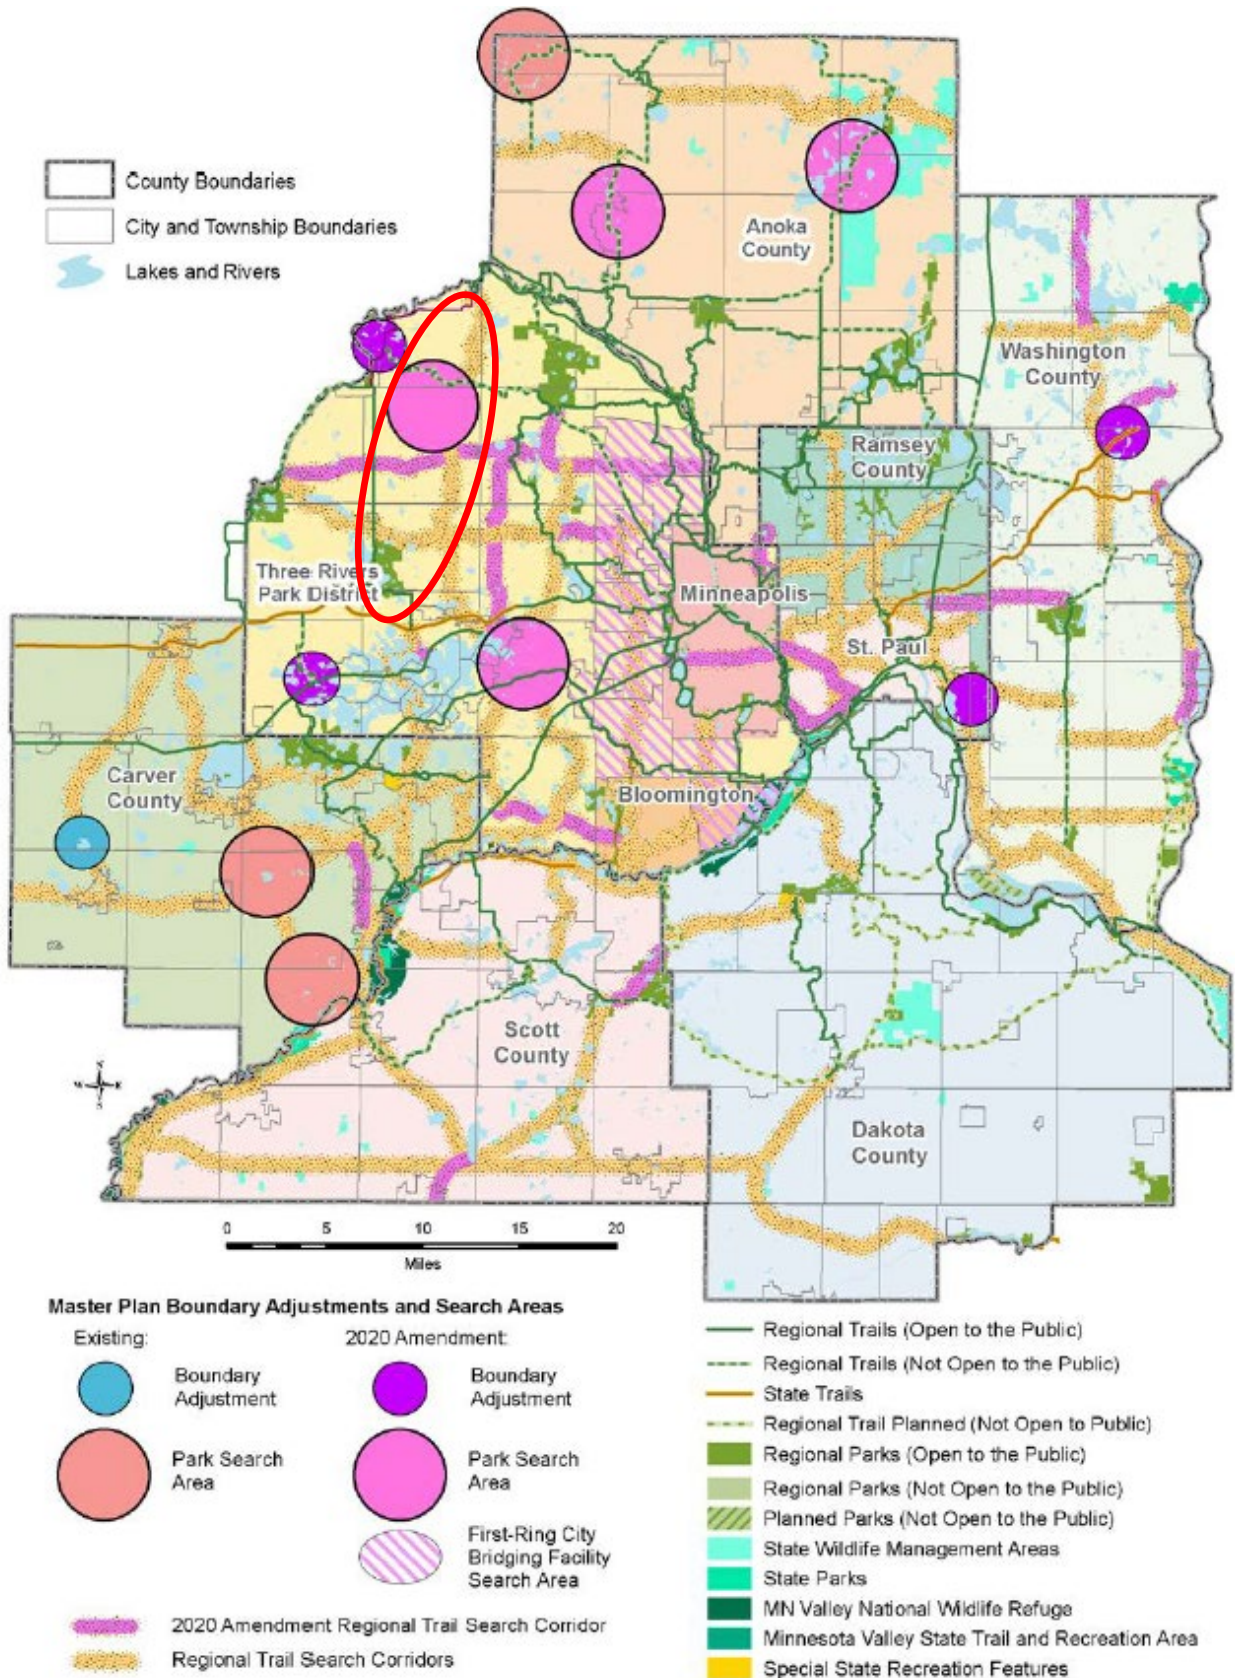 County Boundaries
City and Township Boundaries
Lakes and Rivers
Anoka
County
Washington
County
Ramsey
County
Three Rivers
Park District
Minneapolis
St. Paul
Carver
County
Bloomington
Scott
County
Dakota
County
0 5 10 15 20
Miles
Master Plan Boundary Adjustments and Search Areas
Existing:
Boundary
Adjustment
Park Search
Area
2020 Amendment:
Boundary
Adjustment
Park Search
Area
First-Ring City
Bridging Facility
Search Area
2020 Amendment Regional Trail Search Corridor
Regional Trail Search Corridors
Regional Trails (Open to the Public)
Regional Trails (Not Open to the Public)
State Trails
Regional Trail Planned (Not Open to Public)
Regional Parks (Open to the Public)
Regional Parks (Not Open to the Public)
Planned Parks (Not Open to the Public)
State Wildlife Management Areas
State Parks
MN Valley National Wildlife Refuge
Minnesota Valley State Trail and Recreation Area
Special State Recreation Features